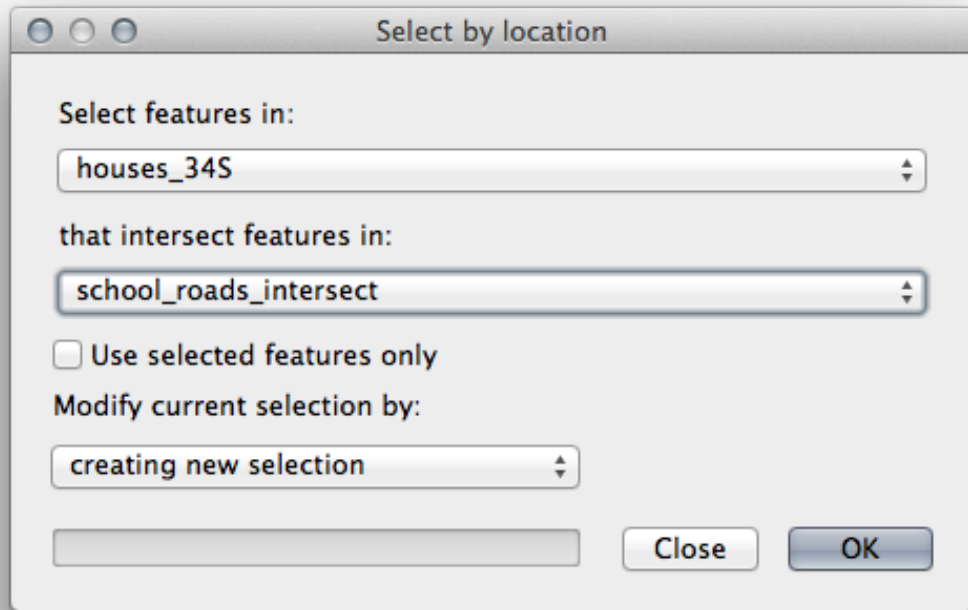 Select by location
Select features in:
houses_34S
that intersect features in:
school_roads_intersect
Use selected features only
Modify current selection by:
creating new selection
Close
OK